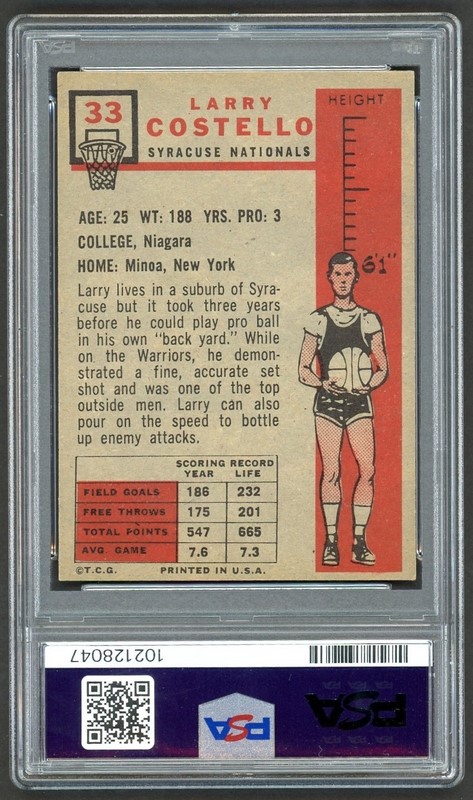 33
LARRY
COSTELLO
SYRACUSE NATIONALS
HEIGHT
6'1"
AGE: 25 WT: 188 YRS. PRO: 3
COLLEGE, Niagara
HOME: Minoa, New York
Larry lives in a suburb of Syra-
cuse but it took three years
before he could play pro ball
in his own "back yard." While
on the Warriors, he demon-
strated a fine, accurate set
shot and was one of the top
outside men. Larry can also
pour on the speed to bottle
up enemy attacks.
SCORING RECORD
YEAR LIFE
FIELD GOALS 186 232
FREE THROWS 175 201
TOTAL POINTS 547 665
AVG. GAME 7.6 7.3
©T.C.G. PRINTED IN U.S.A.
102128047
PSA
PSA